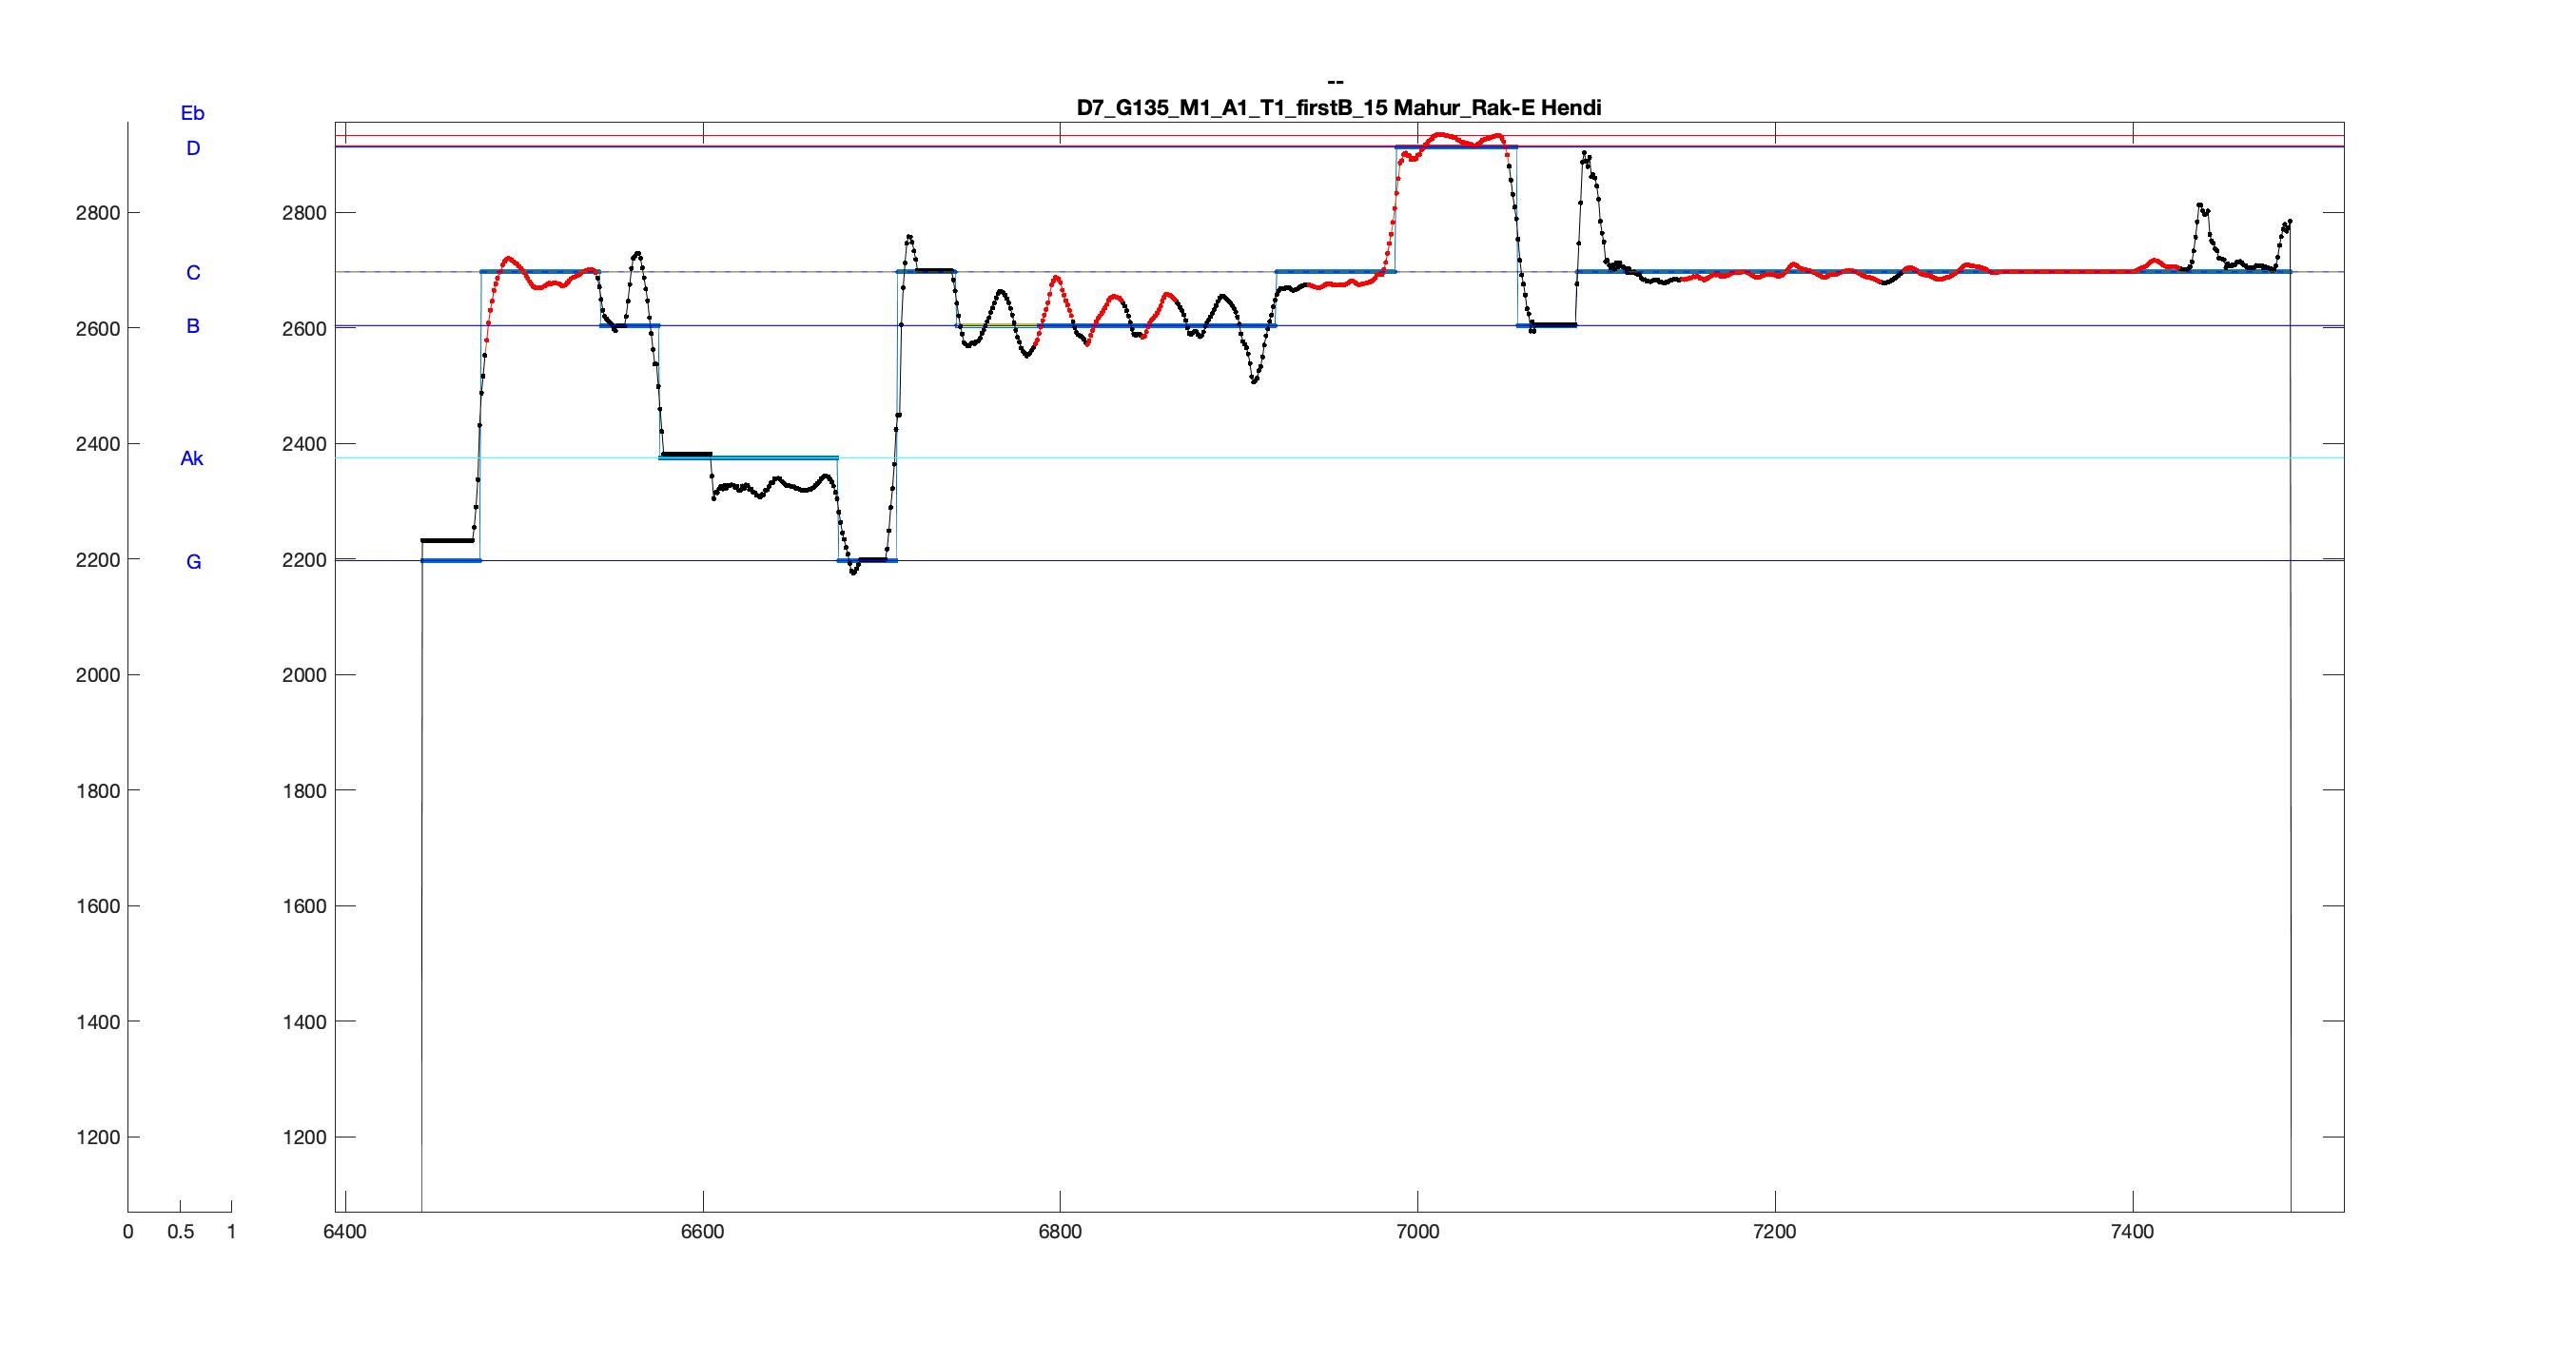 --
D7_G135_M1_A1_T1_firstB_15 Mahur_Rak-E Hendi
Eb
D
2800 2800
C
B
2600 2600
2400 2400
Ak
G
2200 2200
2000 2000
1800 1800
1600 1600
1400 1400
1200 1200
0 0.5 1 6400 6600 6800 7000 7200 7400